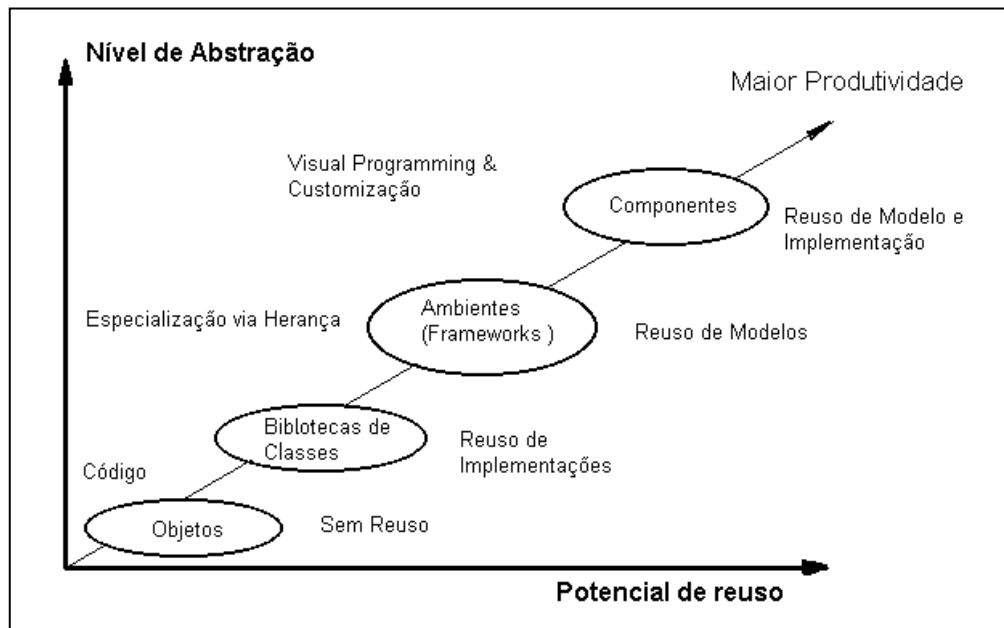 Nível de Abstração
Maior Produtividade
Visual Programming &
Customização
Componentes
Reuso de Modelo e
Implementação
Especialização via Herança
Ambientes
(Frameworks )
Reuso de Modelos
Biblotecas de
Classes
Reuso de
Implementações
Código
Objetos
Sem Reuso
Potencial de reuso